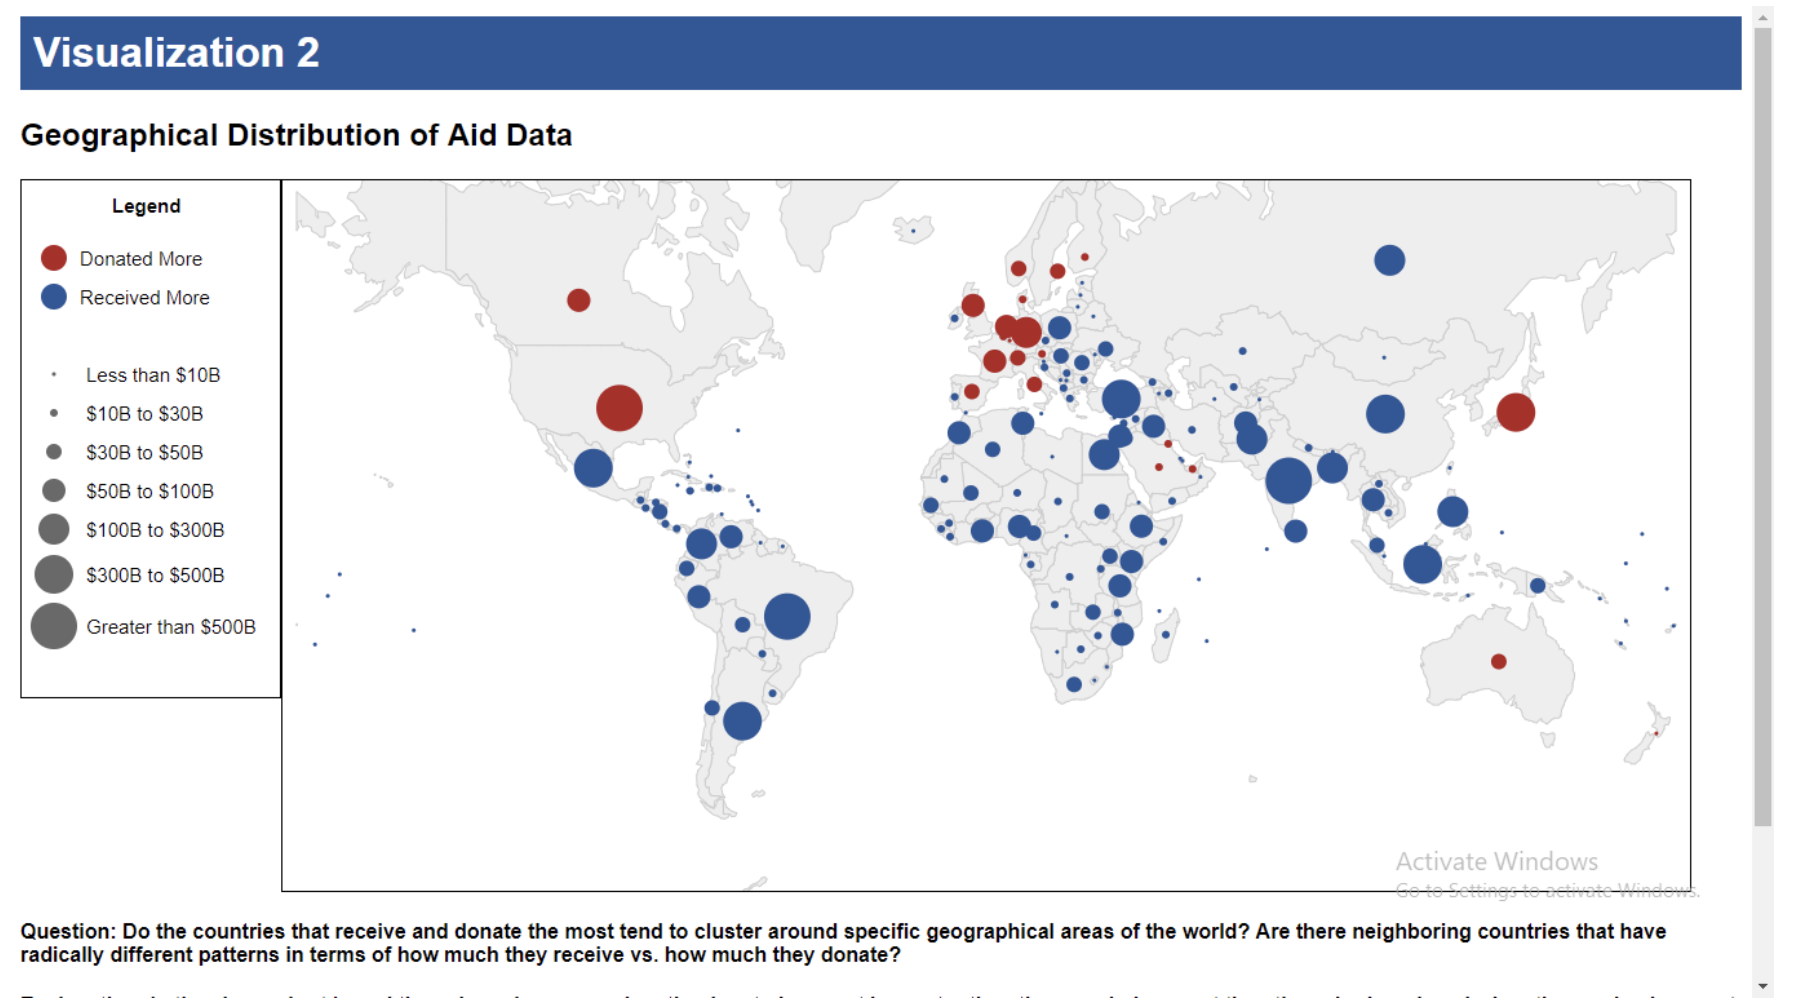 Visualization 2
Geographical Distribution of Aid Data
Legend
Donated More
Received More
Less than $10B
$10B to $30B
$30B to $50B
$50B to $100B
$100B to $300B
$300B to $500B
Greater than $500B
Activate Windows
Go to Settings to activate Windows.
Question: Do the countries that receive and donate the most tend to cluster around specific geographical areas of the world? Are there neighboring countries that have
radically different patterns in terms of how much they receive vs. how much they donate?